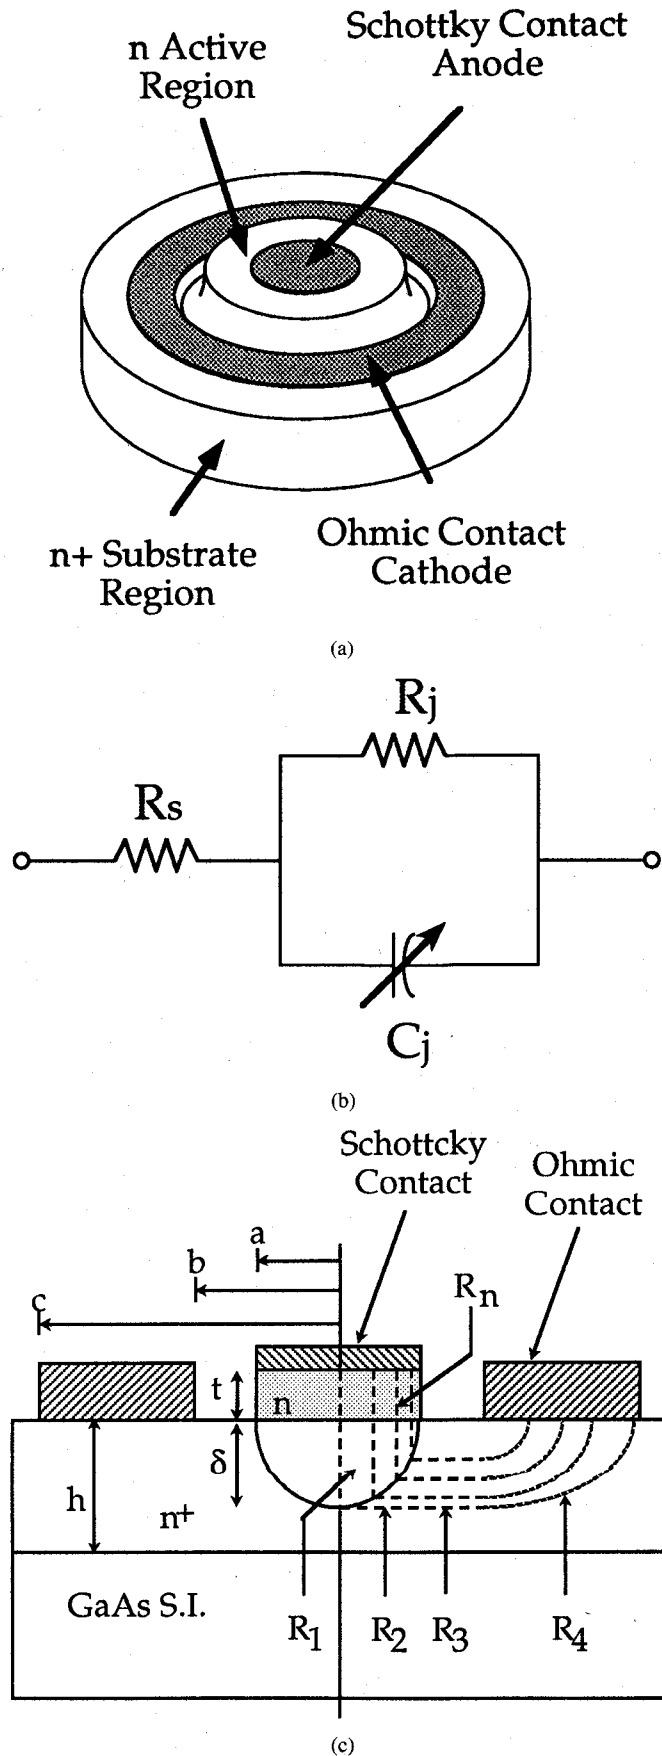 Schottky Contact
Anode
n Active
Region
Ohmic Contact
Cathode
n+ Substrate
Region
(a)
Rj
Rs
Cj
(b)
Schottcky
Contact
Ohmic
Contact
a
b
c
Rn
t
n
δ
h
n+
GaAs S.I.
R1
R2
R3
R4
(c)